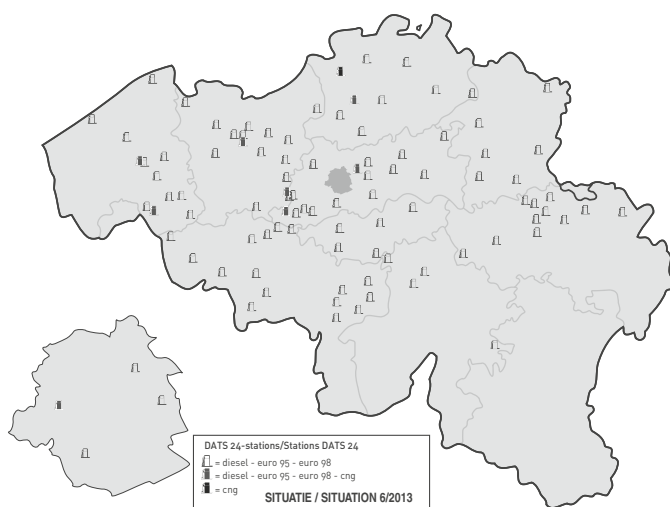 DATS 24-stations/Stations DATS 24
= diesel - euro 95 - euro 98
= diesel - euro 95 - euro 98 - cng
= cng
SITUATIE / SITUATION 6/2013